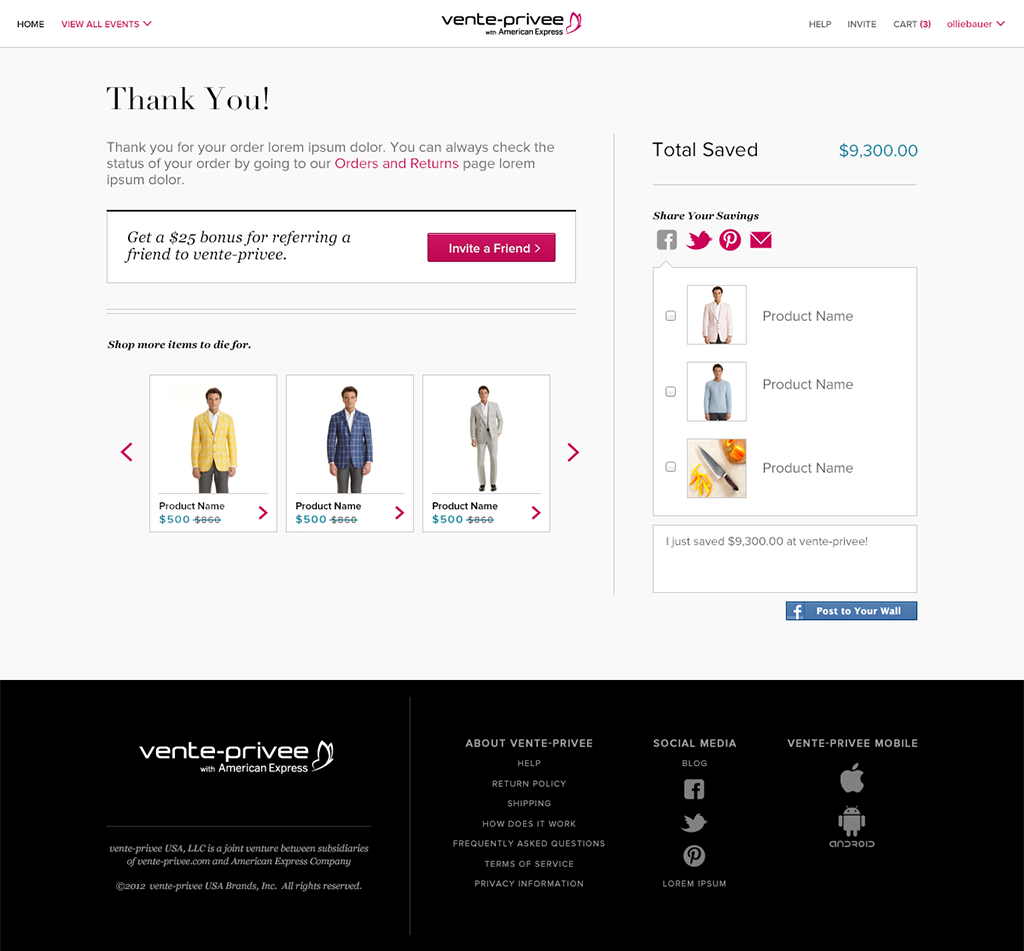 HOME
VIEW ALL EVENTS
vente-privee
with American Express
HELP
INVITE
CART (3)
olliebauer
Thank You!
Thank you for your order lorem ipsum dolor. You can always check the
status of your order by going to our Orders and Returns page lorem
ipsum dolor.
Get a $25 bonus for referring a
friend to vente-privee.
Invite a Friend >
Shop more items to die for.
Product Name
$500 $860
Product Name
$500 $860
Product Name
$500 $860
Total Saved
$9,300.00
Share Your Savings
Product Name
Product Name
Product Name
I just saved $9,300.00 at vente-privee!
Post to Your Wall
vente-privee
with American Express
vente-privee USA, LLC is a joint venture between subsidiaries
of vente-privee.com and American Express Company
©2012 vente-privee USA Brands, Inc. All rights reserved.
ABOUT VENTE-PRIVEE
HELP
RETURN POLICY
SHIPPING
HOW DOES IT WORK
FREQUENTLY ASKED QUESTIONS
TERMS OF SERVICE
PRIVACY INFORMATION
SOCIAL MEDIA
BLOG
LOREM IPSUM
VENTE-PRIVEE MOBILE
ANDROID